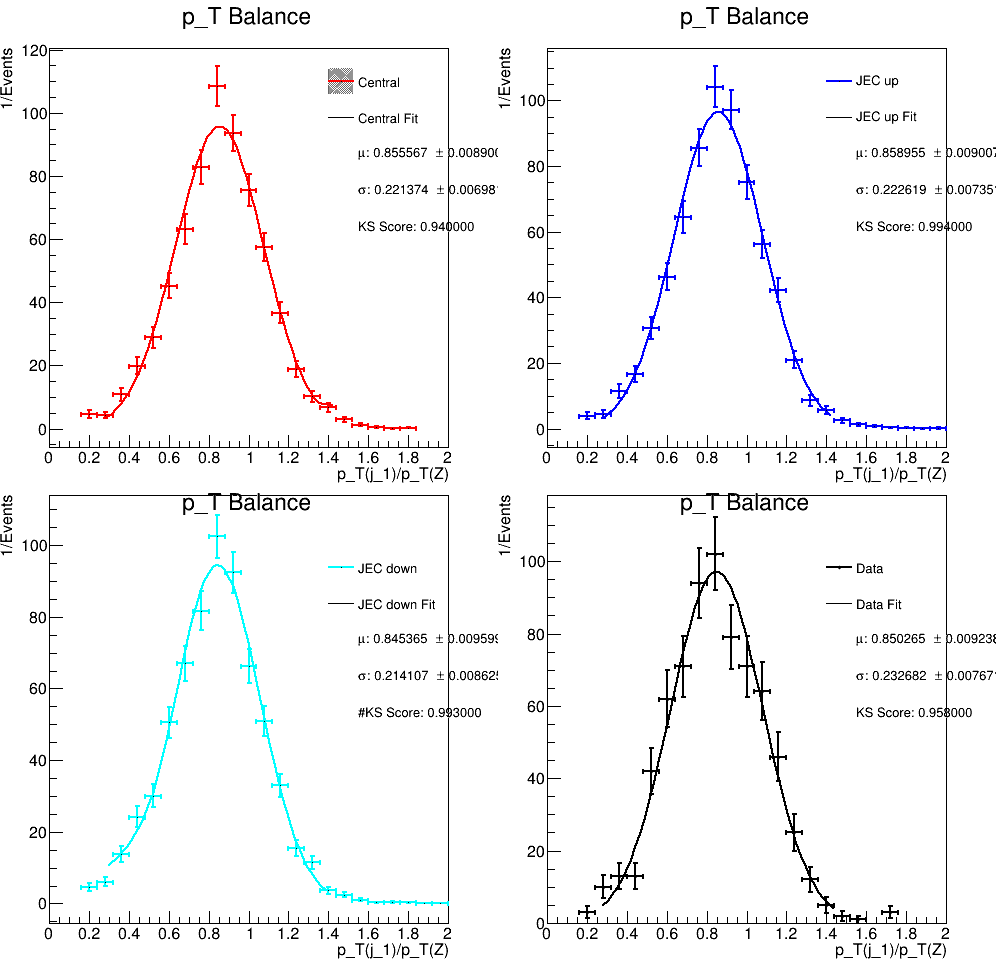 p_T Balance
1/Events
120
100
80
60
40
20
0
0 0.2 0.4 0.6 0.8 1 1.2 1.4 1.6 1.8 2
p_T(j_1)/p_T(Z)
Central
Central Fit
μ: 0.855567 ± 0.008900
σ: 0.221374 ± 0.00698
KS Score: 0.940000
p_T Balance
1/Events
100
80
60
40
20
0
0 0.2 0.4 0.6 0.8 1 1.2 1.4 1.6 1.8 2
p_T(j_1)/p_T(Z)
JEC up
JEC up Fit
μ: 0.858955 ± 0.009007
σ: 0.222619 ± 0.00735
KS Score: 0.994000
p_T Balance
1/Events
100
80
60
40
20
0
0 0.2 0.4 0.6 0.8 1 1.2 1.4 1.6 1.8 2
p_T(j_1)/p_T(Z)
JEC down
JEC down Fit
μ: 0.845365 ± 0.009599
σ: 0.214107 ± 0.00862
#KS Score: 0.993000
p_T Balance
1/Events
100
80
60
40
20
0
0 0.2 0.4 0.6 0.8 1 1.2 1.4 1.6 1.8 2
p_T(j_1)/p_T(Z)
Data
Data Fit
μ: 0.850265 ± 0.009238
σ: 0.232682 ± 0.00767
KS Score: 0.958000